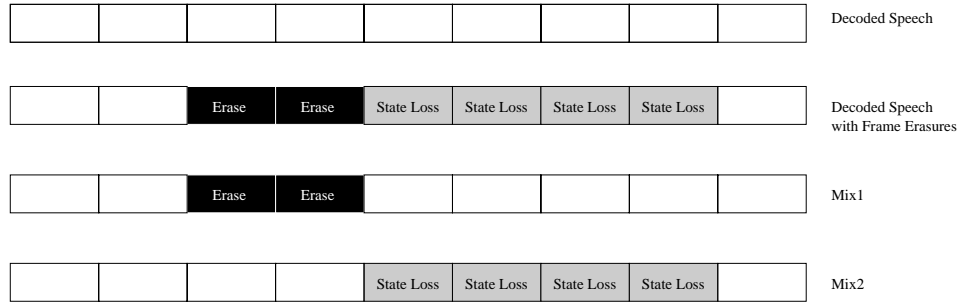 Decoded Speech
Erase Erase State Loss State Loss State Loss State Loss Decoded Speech
with Frame Erasures
Erase Erase Mix1
State Loss State Loss State Loss State Loss Mix2